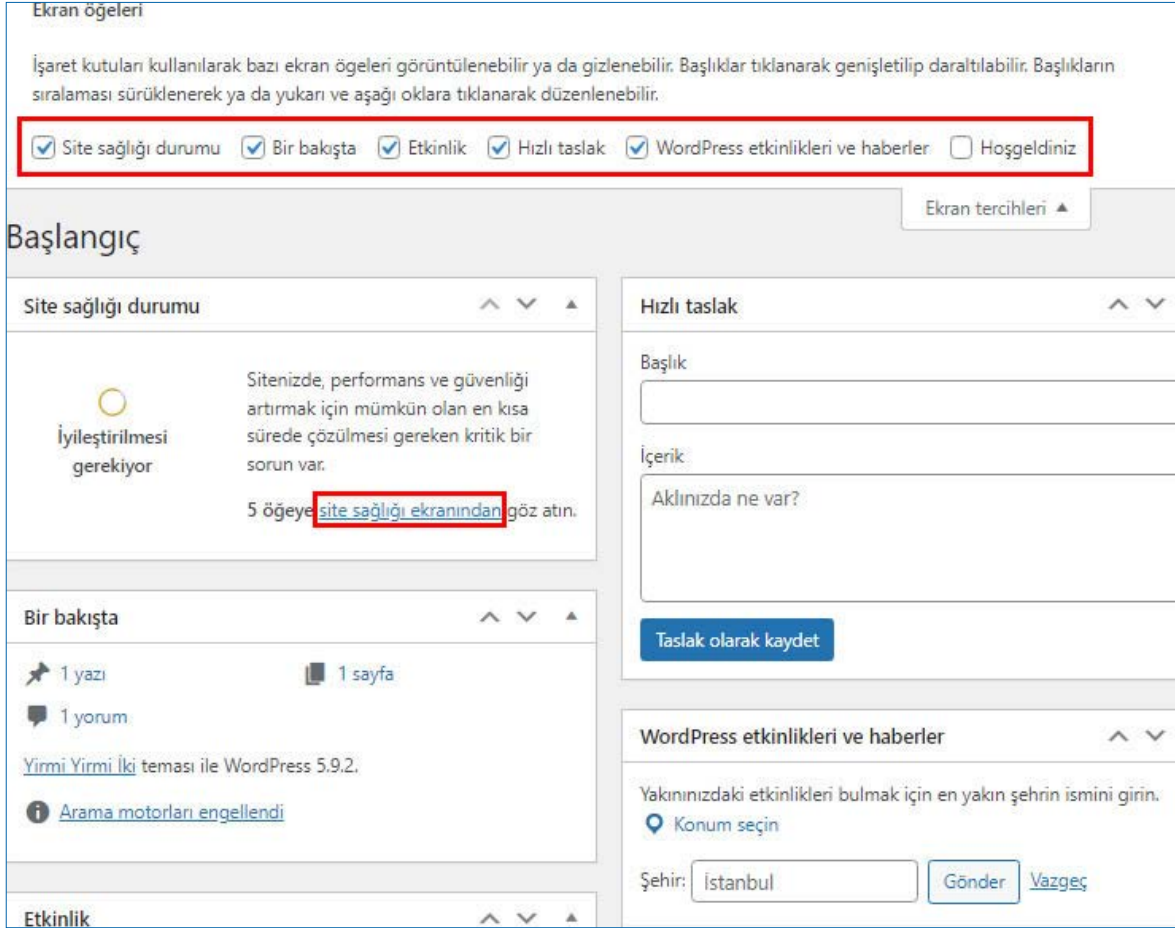 Ekran öğeleri
İşaret kutuları kullanılarak bazı ekran ögeleri görüntülenebilir ya da gizlenebilir. Başlıklar tıklanarak genişletilip daraltılabilir. Başlıkların
sıralaması sürüklenerek ya da yukarı ve aşağı oklara tıklanarak düzenlenebilir.
Site sağlığı durumu Bir bakışta Etkinlik Hızlı taslak WordPress etkinlikleri ve haberler Hoşgeldiniz
Ekran tercihleri
Başlangıç
Site sağlığı durumu
İyileştirilmesi
gerekiyor
Sitenizde, performans ve güvenliği
artırmak için mümkün olan en kısa
sürede çözülmesi gereken kritik bir
sorun var.
5 öğeye site sağlığı ekranından göz atın.
Bir bakışta
1 yazı 1 sayfa
1 yorum
Yirmi Yirmi İki teması ile WordPress 5.9.2.
Arama motorları engellendi
Etkinlik
Hızlı taslak
Başlık
İçerik
Aklınızda ne var?
Taslak olarak kaydet
WordPress etkinlikleri ve haberler
Yakınınızdaki etkinlikleri bulmak için en yakın şehrin ismini girin.
Konum seçin
Şehir: İstanbul Gönder Vazgeç